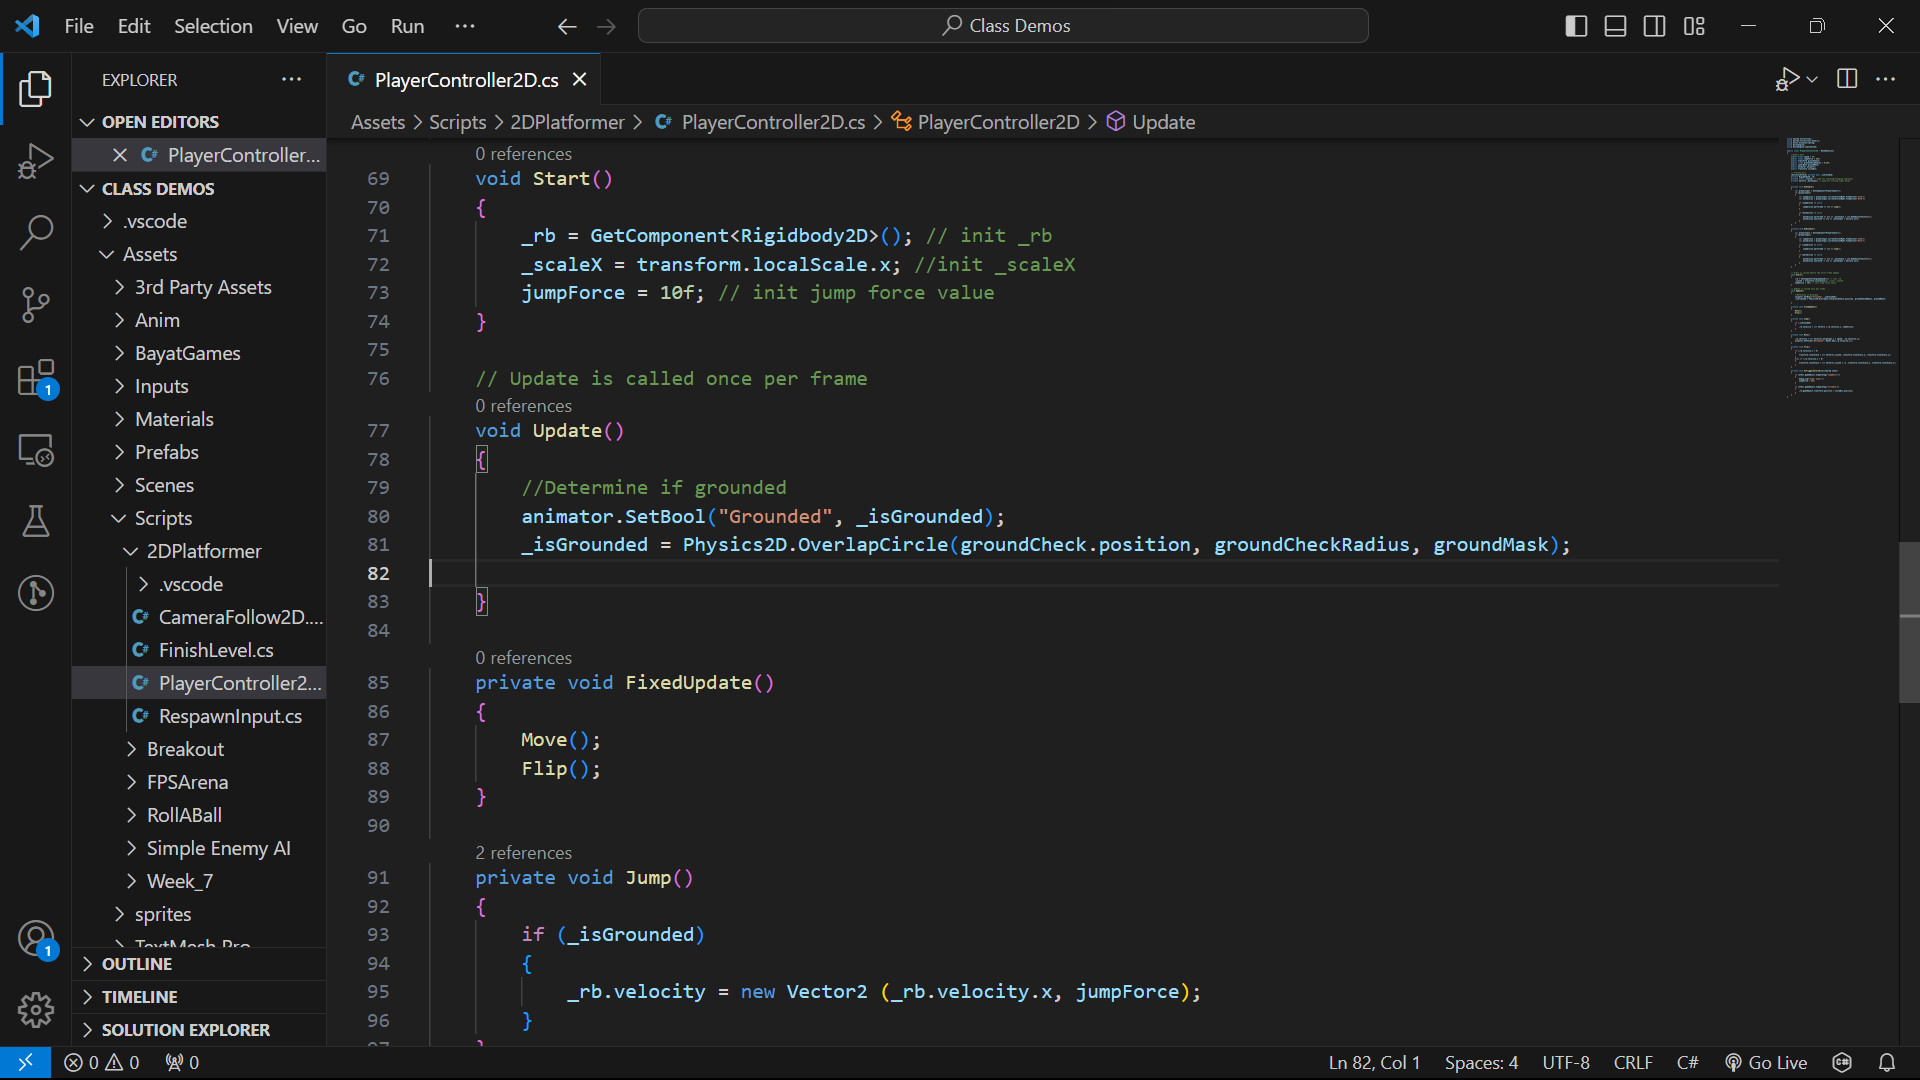 File Edit Selection View Go Run ··· Class Demos
EXPLORER ···
PlayerController2D.cs
OPEN EDITORS
PlayerController...
CLASS DEMOS
.vscode
Assets
3rd Party Assets
Anim
BayatGames
Inputs
Materials
Prefabs
Scenes
Scripts
2DPlatformer
.vscode
CameraFollow2D....
FinishLevel.cs
PlayerController2...
RespawnInput.cs
Breakout
FPSArena
RollABall
Simple Enemy AI
Week_7
sprites
TextMesh Pro
OUTLINE
TIMELINE
SOLUTION EXPLORER
1
1
Assets > Scripts > 2DPlatformer > C# PlayerController2D.cs > PlayerController2D > Update
0 references
69 void Start()
70 {
71 _rb = GetComponent<Rigidbody2D>(); // init _rb
72 _scaleX = transform.localScale.x; //init _scaleX
73 jumpForce = 10f; // init jump force value
74 }
75
76 // Update is called once per frame
0 references
77 void Update()
78 {
79 //Determine if grounded
80 animator.SetBool("Grounded", _isGrounded);
81 _isGrounded = Physics2D.OverlapCircle(groundCheck.position, groundCheckRadius, groundMask);
82
83 }
84
0 references
85 private void FixedUpdate()
86 {
87 Move();
88 Flip();
89 }
90
2 references
91 private void Jump()
92 {
93 if (_isGrounded)
94 {
95 _rb.velocity = new Vector2 (_rb.velocity.x, jumpForce);
96 }
97 }
0 0 0 Ln 82, Col 1 Spaces: 4 UTF-8 CRLF C# Go Live